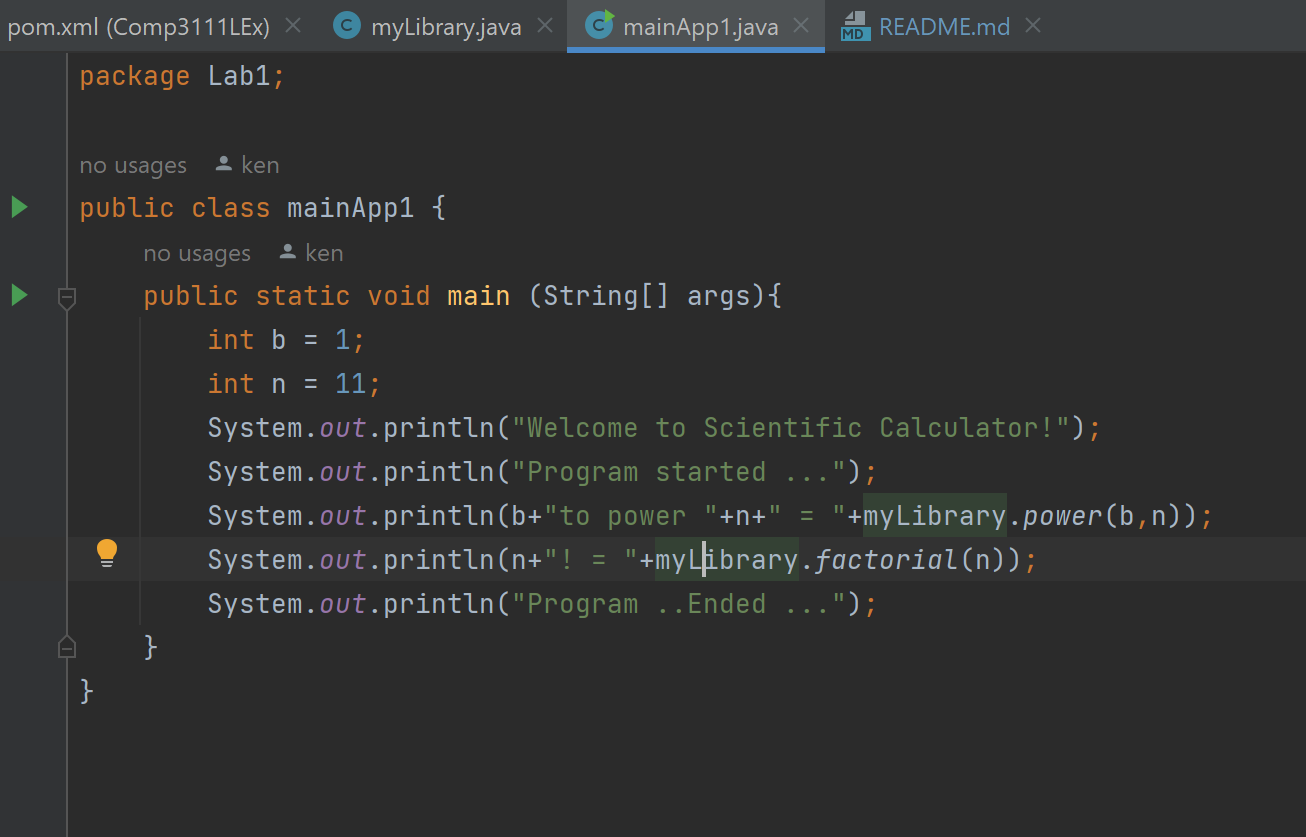 pom.xml (Comp3111LEx) myLibrary.java mainApp1.java README.md
package Lab1;
no usages ken
public class mainApp1 {
no usages ken
public static void main (String[] args){
int b = 1;
int n = 11;
System.out.println("Welcome to Scientific Calculator!");
System.out.println("Program started ...");
System.out.println(b+"to power "+n+" = "+myLibrary.power(b,n));
System.out.println(n+"! = "+myLibrary.factorial(n));
System.out.println("Program ..Ended ...");
}
}